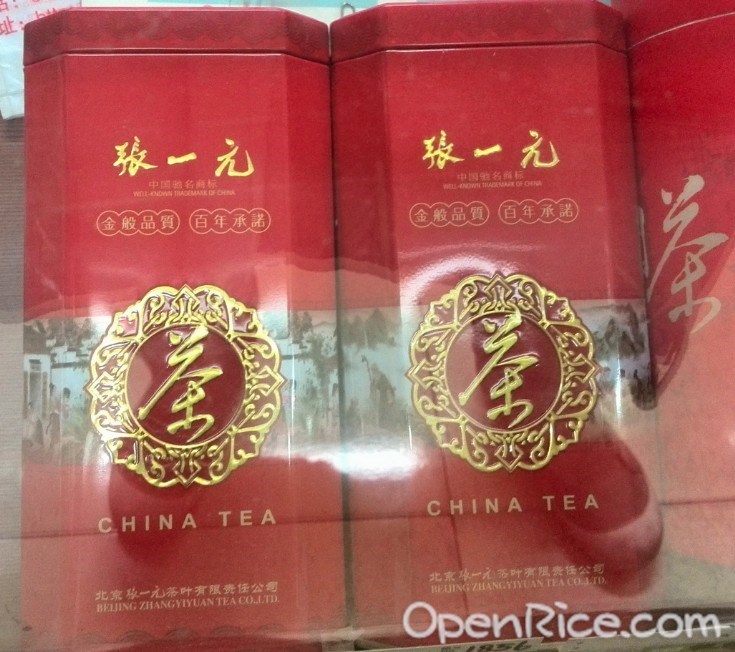 张一元
中国驰名商标
WELL-KNOWN TRADEMARK OF CHINA
金般品質 百年承諾
茶
CHINA TEA
北京张一元茶叶有限责任公司
BEIJING ZHANGYIYUAN TEA CO.,LTD.
张一元
中国驰名商标
WELL-KNOWN TRADEMARK OF CHINA
金般品質 百年承諾
茶
CHINA TEA
北京张一元茶叶有限责任公司
BEIJING ZHANGYIYUAN TEA CO.,LTD.
茶
1856
OpenRice.com